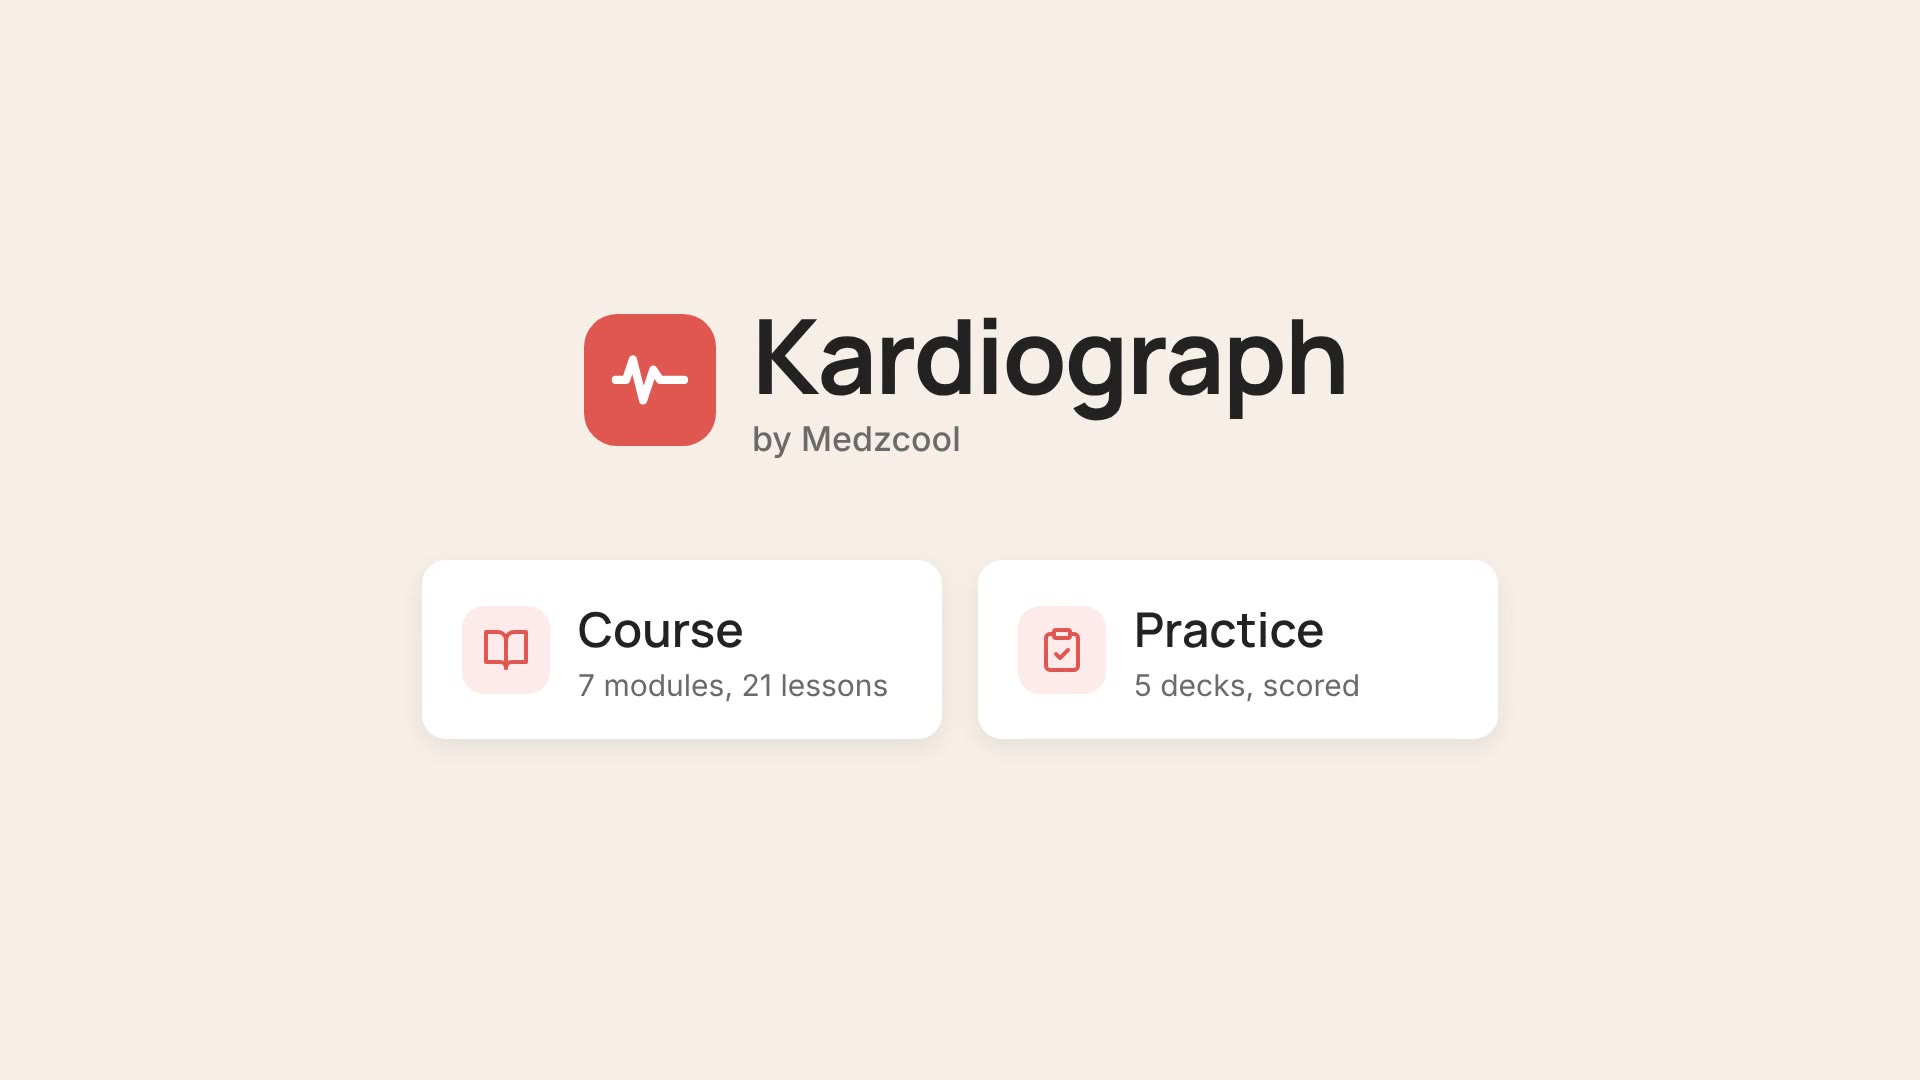 Kardiograph
by Medzcool
Course
7 modules, 21 lessons
Practice
5 decks, scored